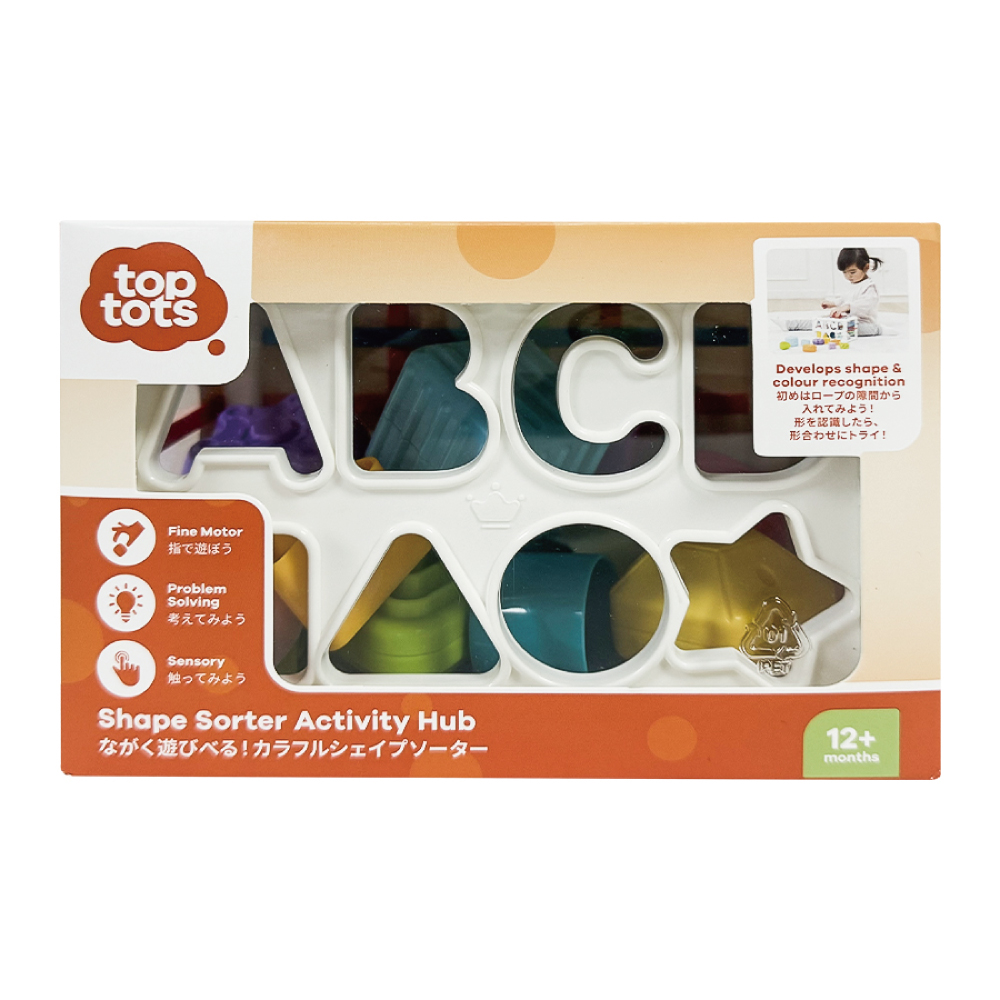 top
tots
ABCD
Develops shape &
colour recognition
初めはロープの隙間から
入れてみよう!
形を認識したら、
形合わせにトライ!
Fine Motor
指で遊ぼう
Problem
Solving
考えてみよう
Sensory
触ってみよう
01
PET
Shape Sorter Activity Hub
ながく遊びべる!カラフルシェイプソーター
12+
months